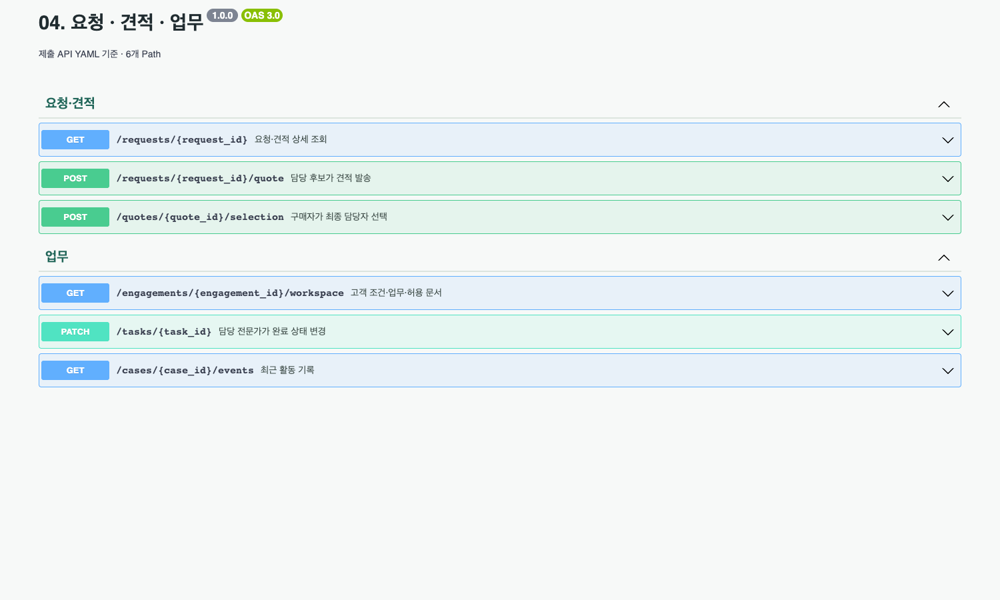 04. 요청 · 견적 · 업무 1.0.0 OAS 3.0
제출 API YAML 기준 · 6개 Path
요청·견적
GET /requests/{request_id} 요청·견적 상세 조회
POST /requests/{request_id}/quote 담당 후보가 견적 발송
POST /quotes/{quote_id}/selection 구매자가 최종 담당자 선택
업무
GET /engagements/{engagement_id}/workspace 고객 조건·업무·허용 문서
PATCH /tasks/{task_id} 담당 전문가가 완료 상태 변경
GET /cases/{case_id}/events 최근 활동 기록